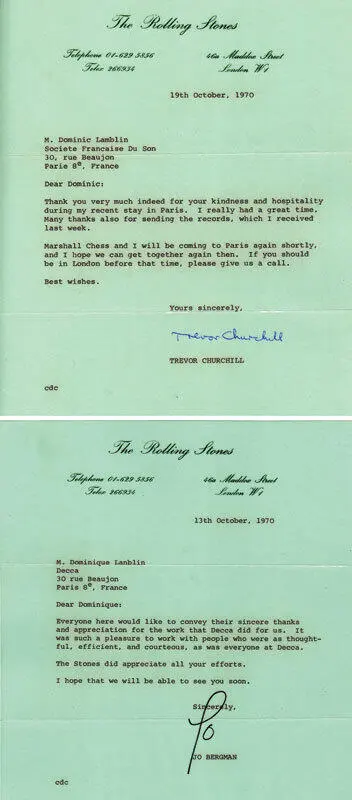 The Rolling Stones
Telephone 01-629 5856
46a Maddox Street
Telex 266934
London W1
19th October, 1970
M. Dominic Lamblin
Societe Francaise Du Son
30, rue Beaujon
Parie 8e, France
Dear Dominic:
Thank you very much indeed for your kindness and hospitality
during my recent stay in Paris. I really had a great time.
Many thanks also for sending the records, which I received
last week.
Marshall Chess and I will be coming to Paris again shortly,
and I hope we can get together again then. If you should
be in London before that time, please give us a call.
Best wishes.
Yours sincerely,
Trevor Churchill
TREVOR CHURCHILL
cdc
The Rolling Stones
Telephone 01-629 5856
46a Maddox Street
Telex 266934
London W1
13th October, 1970
M. Dominique Lanblin
Decca
30 rue Beaujon
Paris 8e, France
Dear Dominique:
Everyone here would like to convey their sincere thanks
and appreciation for the work that Decca did for us. It
was such a pleasure to work with people who were as thought-
ful, efficient, and courteous, as was everyone at Decca.
The Stones did appreciate all your efforts.
I hope that we will be able to see you soon.
Sincerely,
Jo
JO BERGMAN
cdc